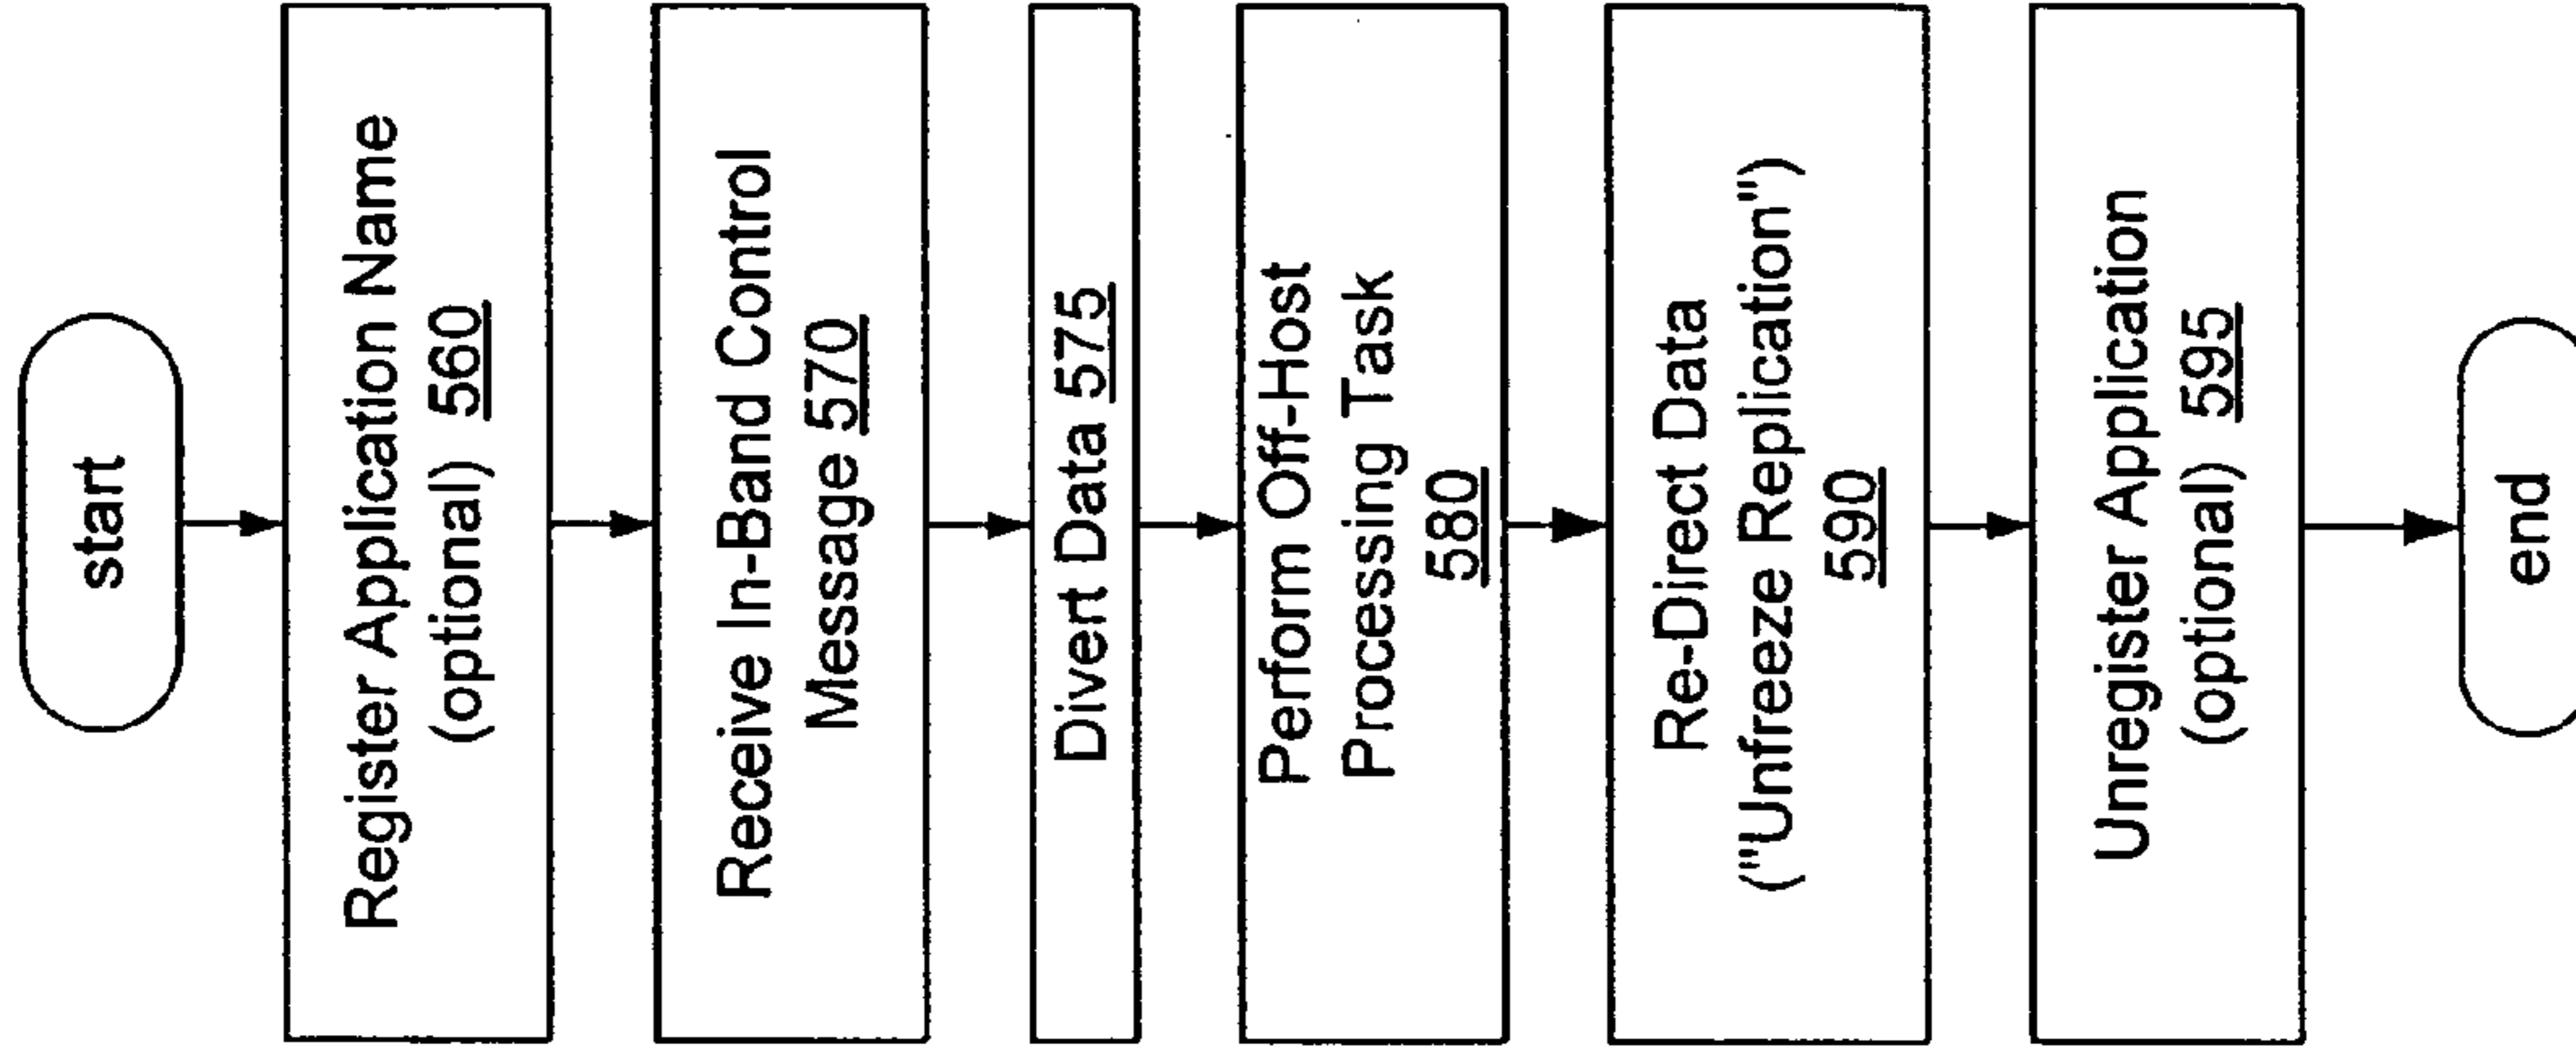 start
Register Application Name
(optional) 560
Receive In-Band Control
Message 570
Divert Data 575
Perform Off-Host
Processing Task
580
Re-Direct Data
("Unfreeze Replication")
590
Unregister Application
(optional) 595
end